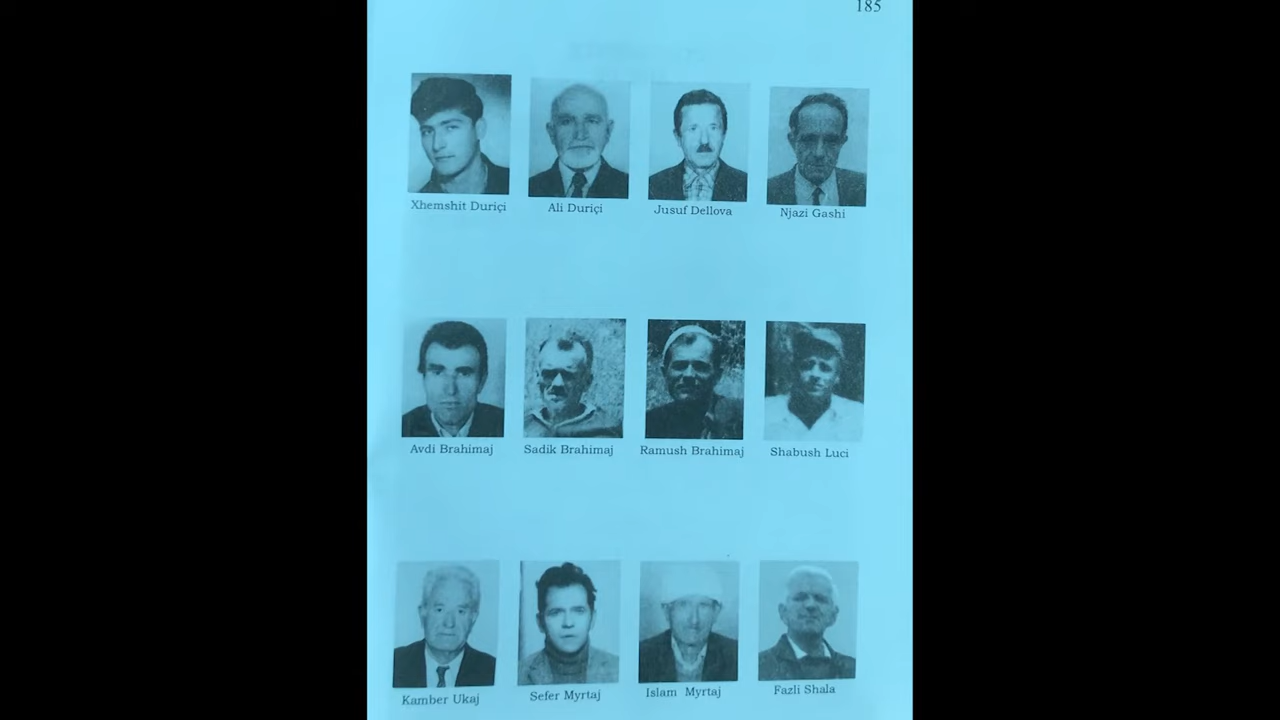 185
Xhemshit Duriçi
Ali Duriçi
Jusuf Dellova
Njazi Gashi
Avdi Brahimaj
Sadik Brahimaj
Ramush Brahimaj
Shabush Luci
Kamber Ukaj
Sefer Myrtaj
Islam Myrtaj
Fazli Shala